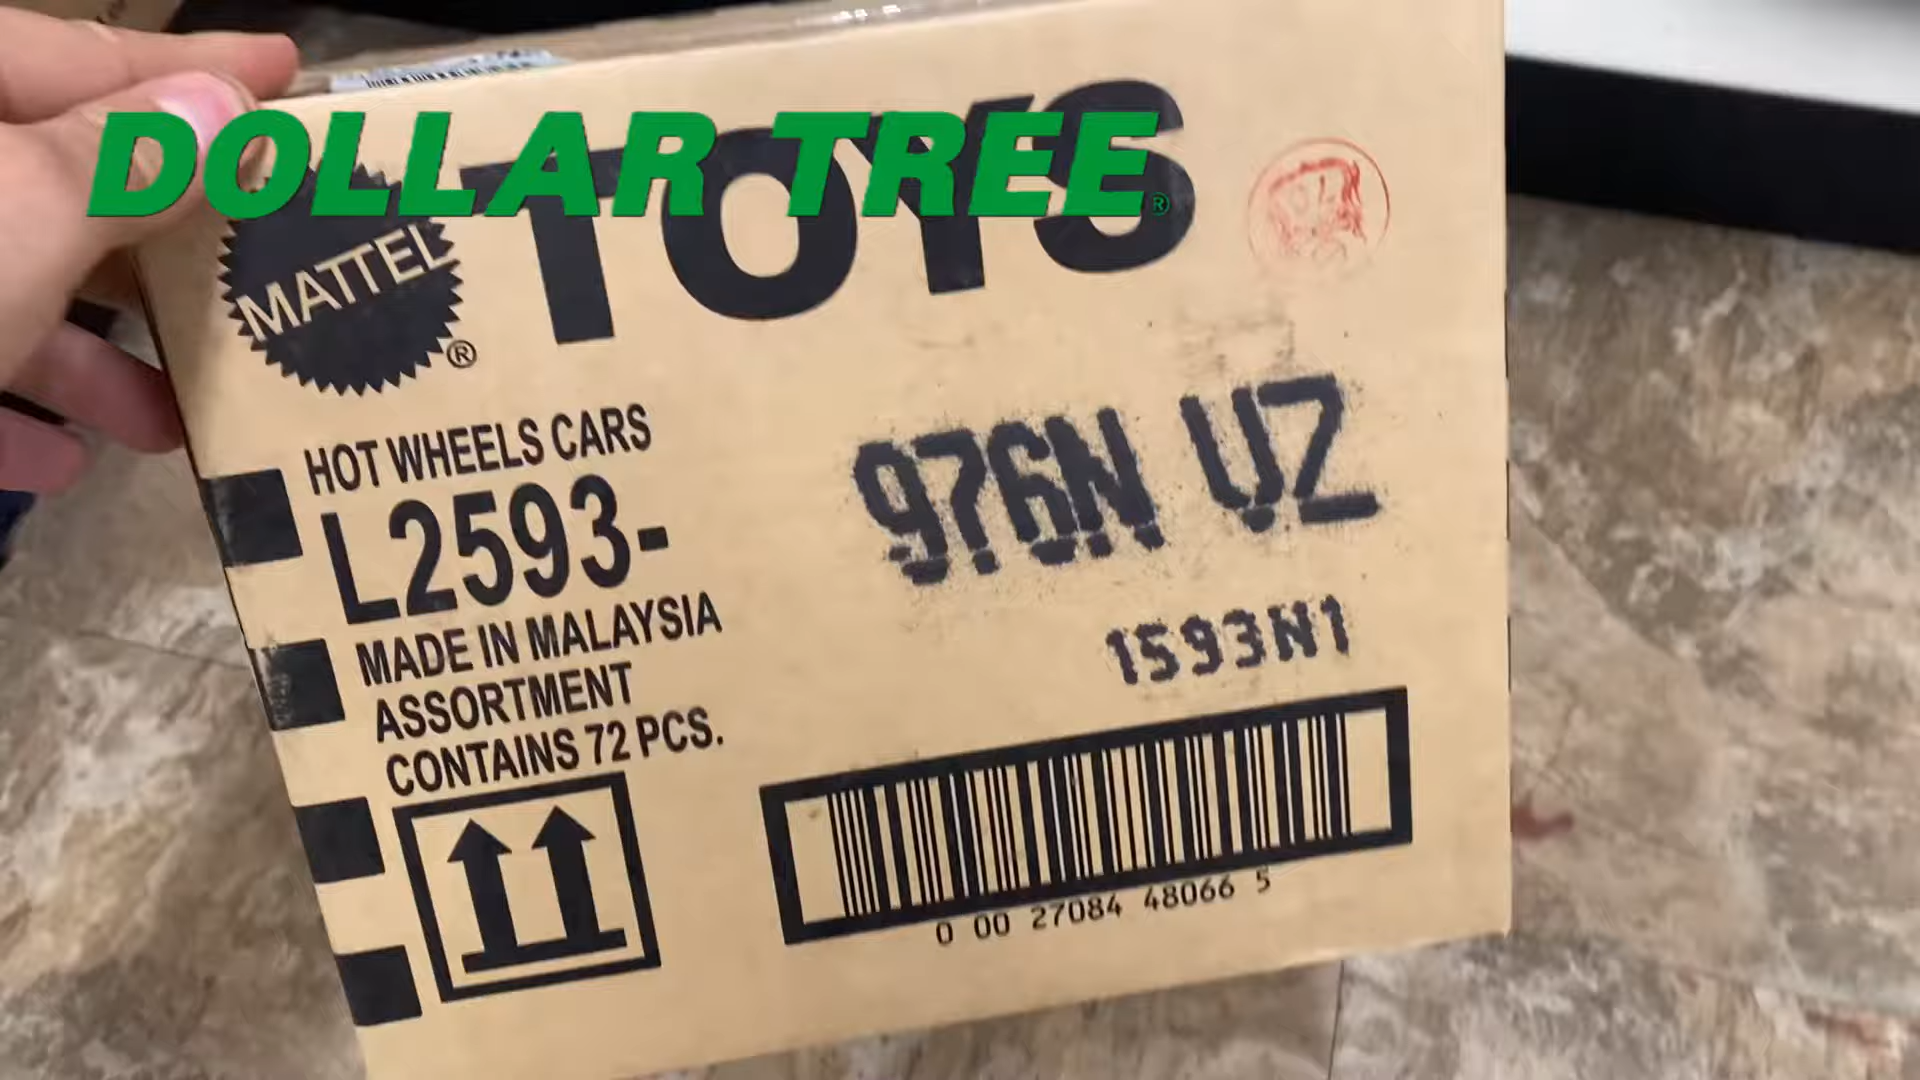 DOLLAR TREE®
MATTEL® TOYS
HOT WHEELS CARS
L2593-
MADE IN MALAYSIA
ASSORTMENT
CONTAINS 72 PCS.
976N UZ
1593N1
0 00 27084 48066 5